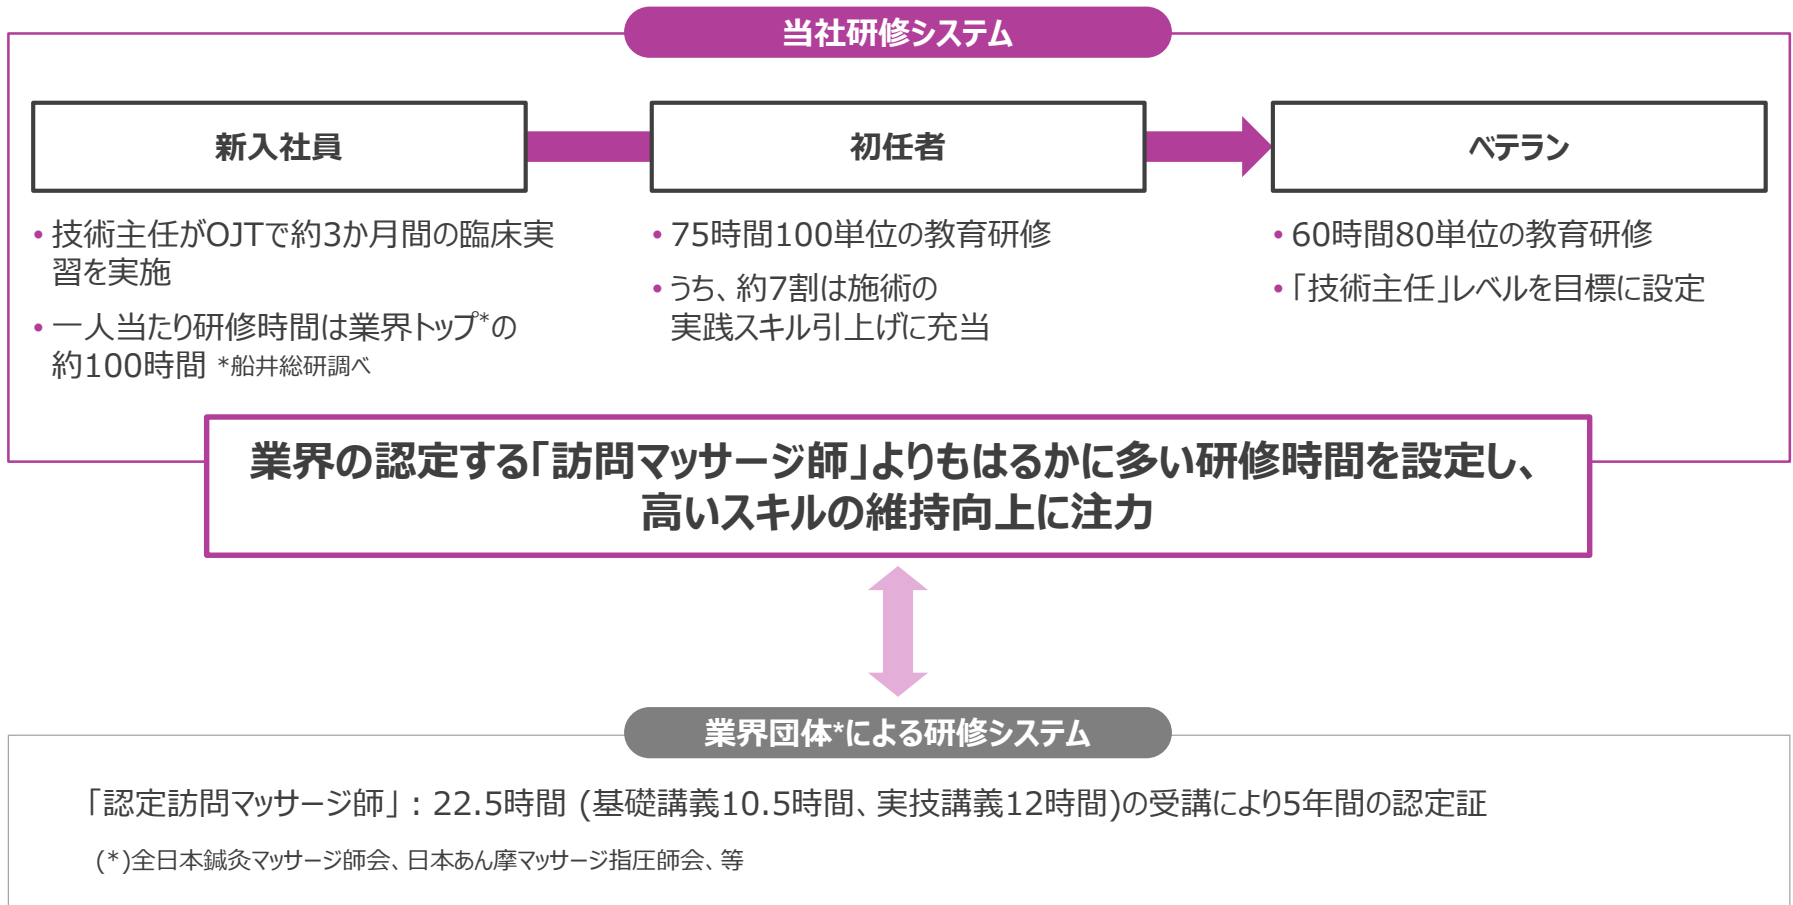 当社研修システム
新入社員
初任者
ベテラン
•技術主任がOJTで約3か月間の臨床実
習を実施
•一人当たり研修時間は業界トップ*の
約100時間 *船井総研調べ
•75時間100単位の教育研修
•うち、約7割は施術の
実践スキル引上げに充当
•60時間80単位の教育研修
•「技術主任」レベルを目標に設定
業界の認定する「訪問マッサージ師」よりもはるかに多い研修時間を設定し、
高いスキルの維持向上に注力
業界団体*による研修システム
「認定訪問マッサージ師」: 22.5時間 (基礎講義10.5時間、実技講義12時間)の受講により5年間の認定証
(*)全日本鍼灸マッサージ師会、日本あん摩マッサージ指圧師会、等